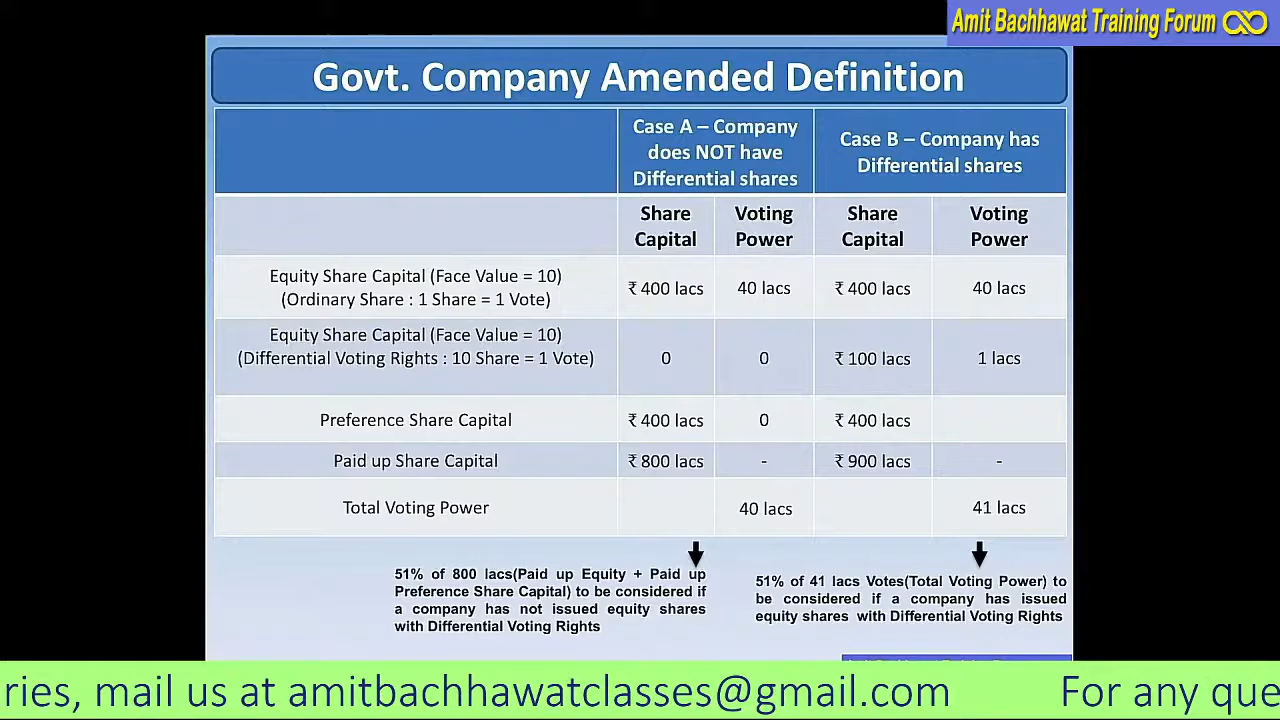 Amit Bachhawat Training Forum
Govt. Company Amended Definition
Case A – Company
does NOT have
Differential shares
Case B – Company has
Differential shares
Share
Capital
Voting
Power
Share
Capital
Voting
Power
Equity Share Capital (Face Value = 10)
(Ordinary Share : 1 Share = 1 Vote)
₹ 400 lacs
40 lacs
₹ 400 lacs
40 lacs
Equity Share Capital (Face Value = 10)
(Differential Voting Rights : 10 Share = 1 Vote)
0
0
₹ 100 lacs
1 lacs
Preference Share Capital
₹ 400 lacs
0
₹ 400 lacs
Paid up Share Capital
₹ 800 lacs
-
₹ 900 lacs
-
Total Voting Power
40 lacs
41 lacs
51% of 800 lacs(Paid up Equity + Paid up
Preference Share Capital) to be considered if
a company has not issued equity shares
with Differential Voting Rights
51% of 41 lacs Votes(Total Voting Power) to
be considered if a company has issued
equity shares with Differential Voting Rights
ries, mail us at amitbachhawatclasses@gmail.com For any que